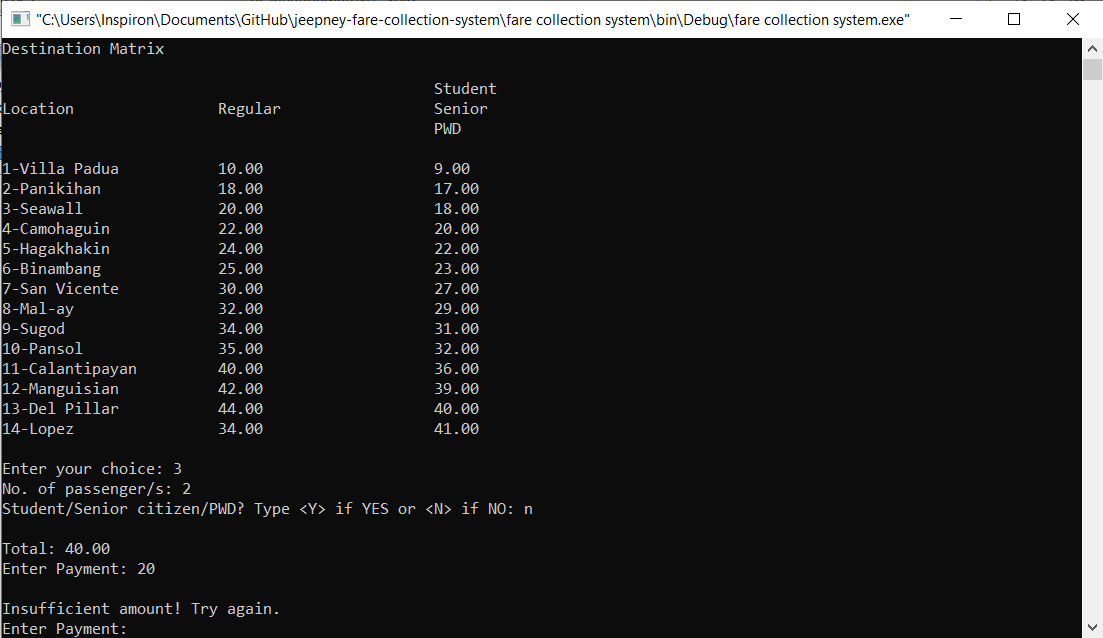 "C:\Users\Inspiron\Documents\GitHub\jeepney-fare-collection-system\fare collection system\bin\Debug\fare collection system.exe"
Destination Matrix
Student
Location Regular Senior
PWD
1-Villa Padua 10.00 9.00
2-Panikihan 18.00 17.00
3-Seawall 20.00 18.00
4-Camohaguin 22.00 20.00
5-Hagakhakin 24.00 22.00
6-Binambang 25.00 23.00
7-San Vicente 30.00 27.00
8-Mal-ay 32.00 29.00
9-Sugod 34.00 31.00
10-Pansol 35.00 32.00
11-Calantipayan 40.00 36.00
12-Manguisian 42.00 39.00
13-Del Pillar 44.00 40.00
14-Lopez 34.00 41.00
Enter your choice: 3
No. of passenger/s: 2
Student/Senior citizen/PWD? Type <Y> if YES or <N> if NO: n
Total: 40.00
Enter Payment: 20
Insufficient amount! Try again.
Enter Payment: